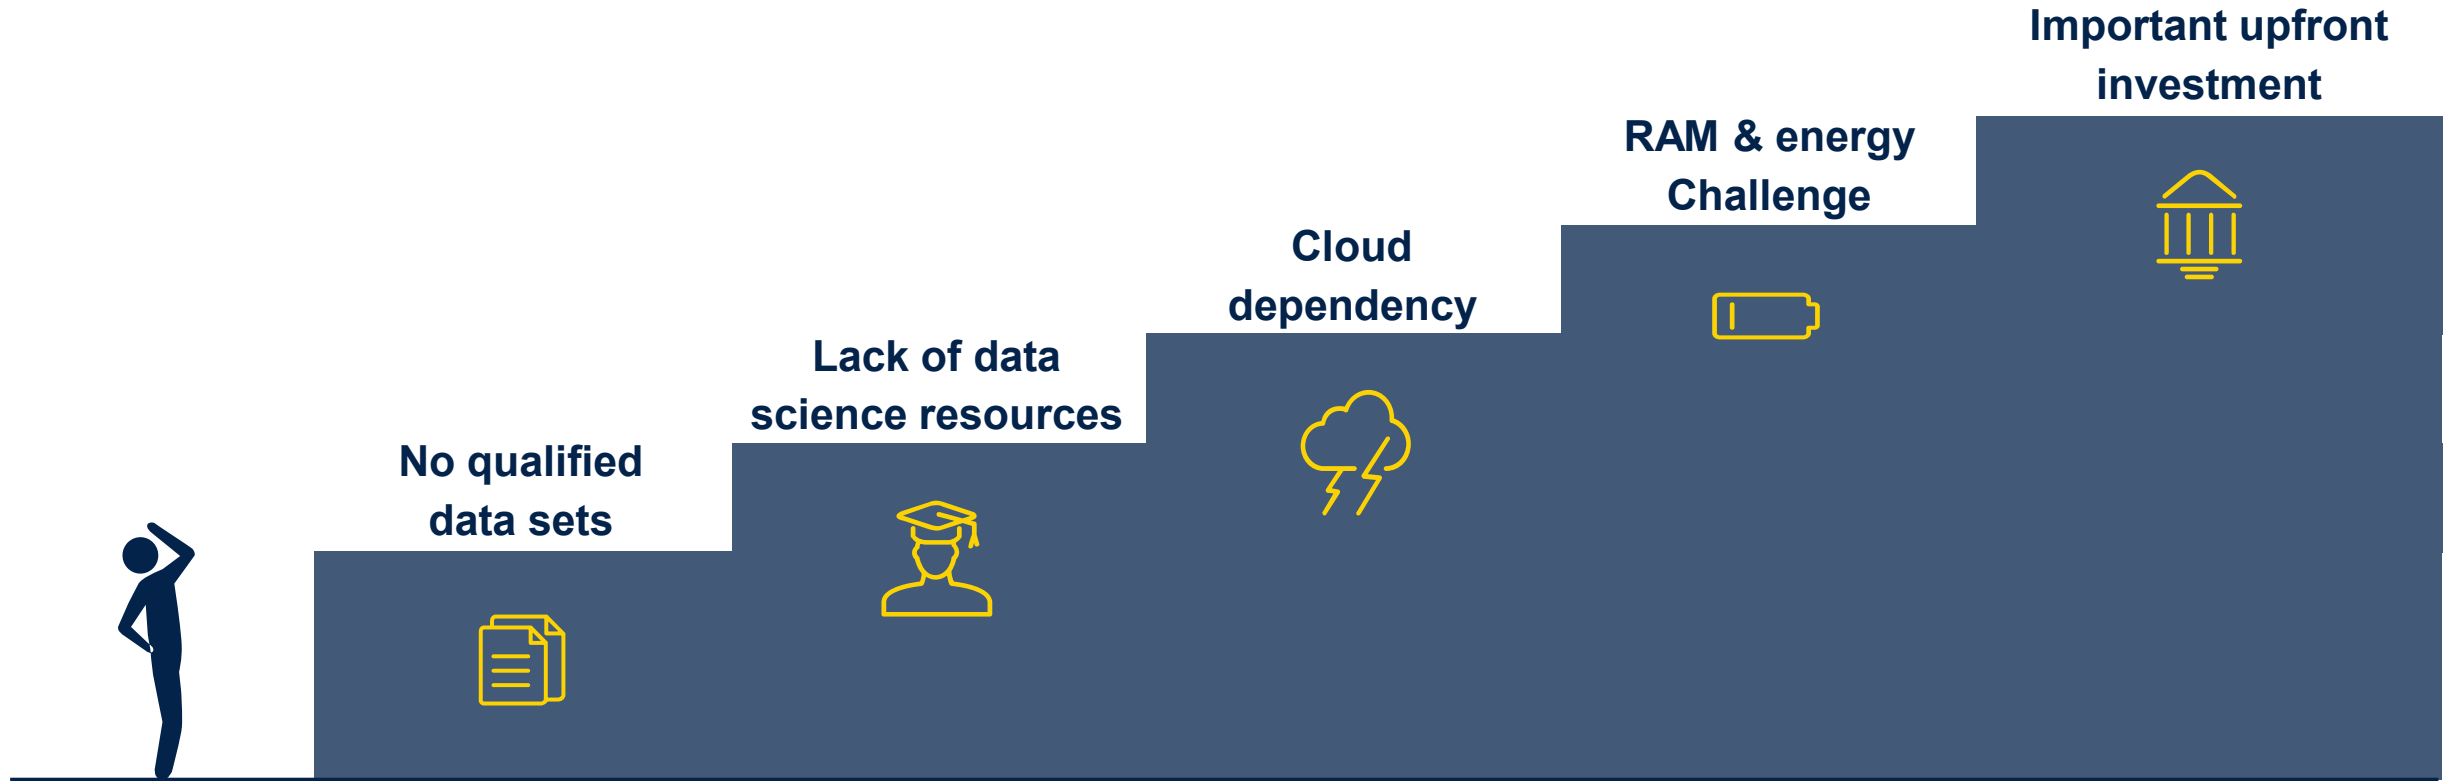 No qualified
data sets
Lack of data
science resources
Cloud
dependency
RAM & energy
Challenge
Important upfront
investment